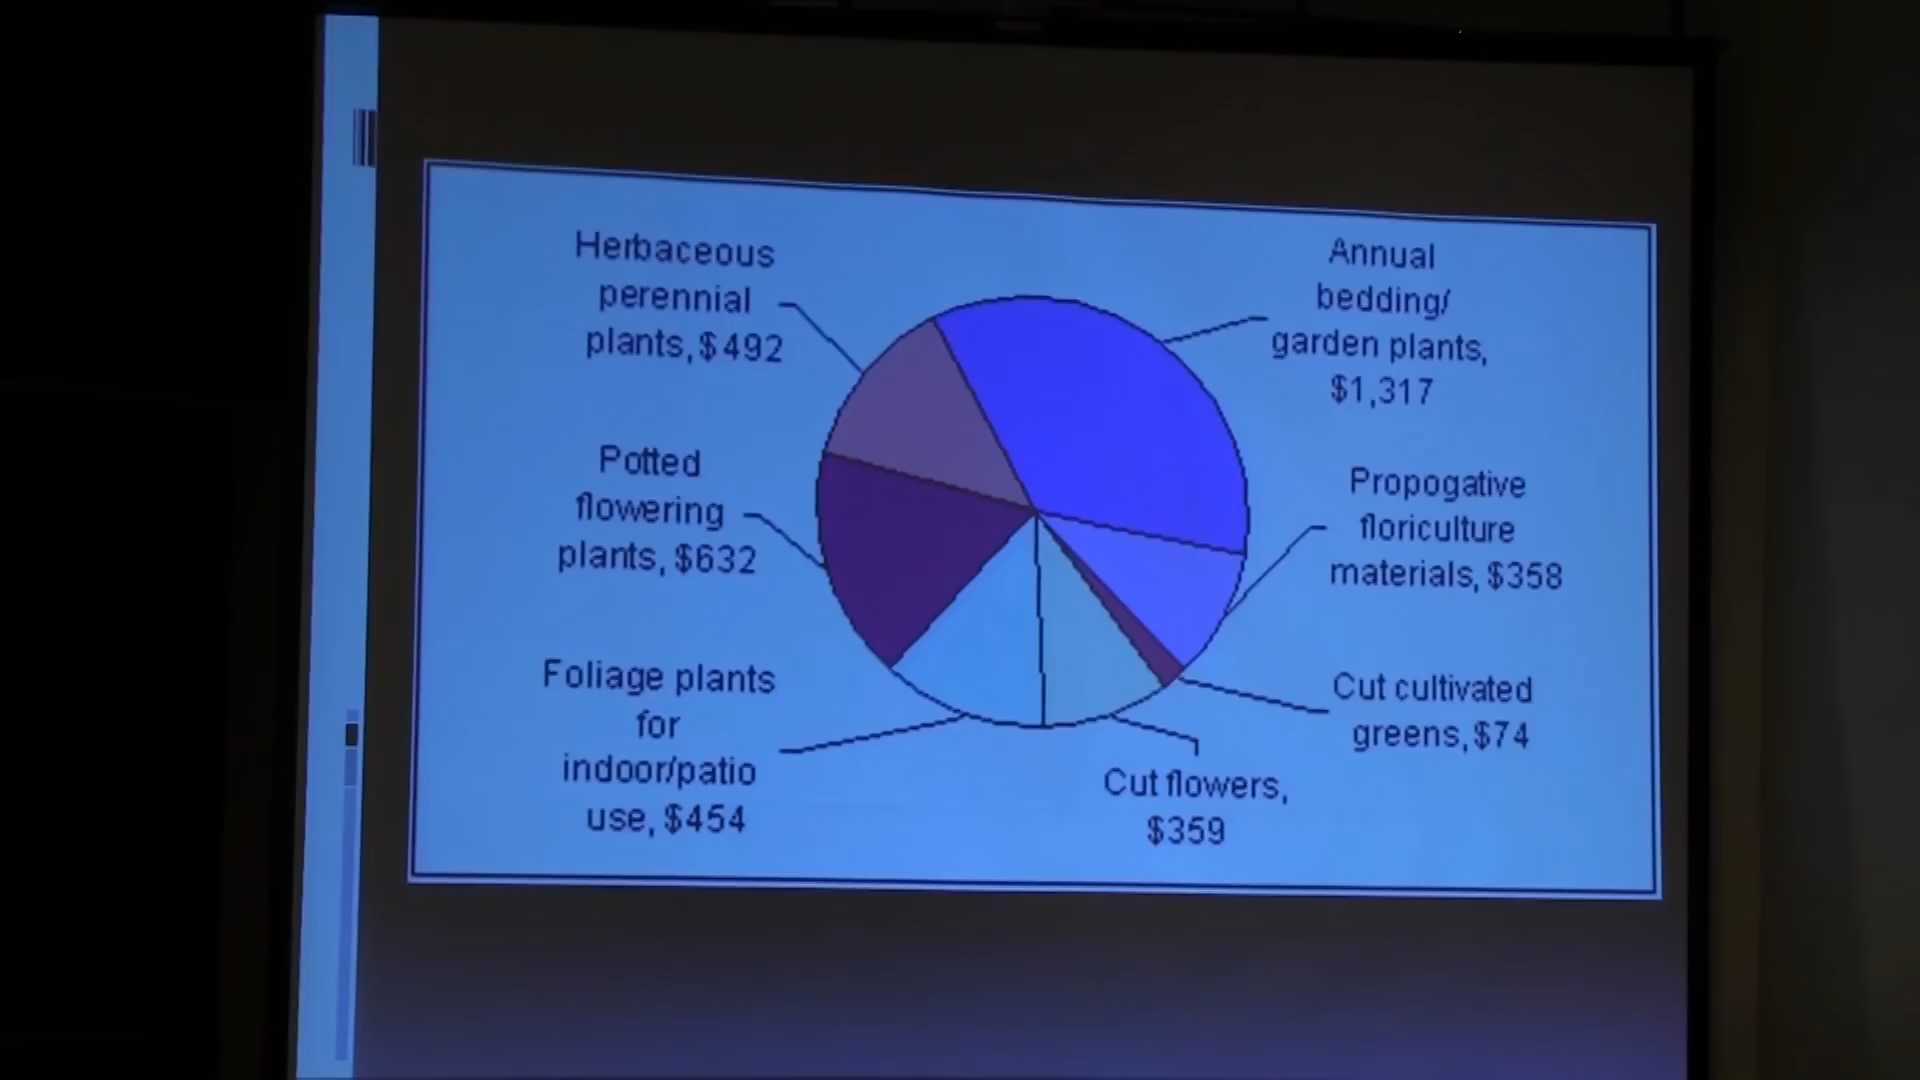 Herbaceous
perennial
plants, $492
Annual
bedding/
garden plants,
$1,317
Potted
flowering
plants, $632
Propogative
floriculture
materials, $358
Foliage plants
for
indoor/patio
use, $454
Cut cultivated
greens, $74
Cut flowers,
$359